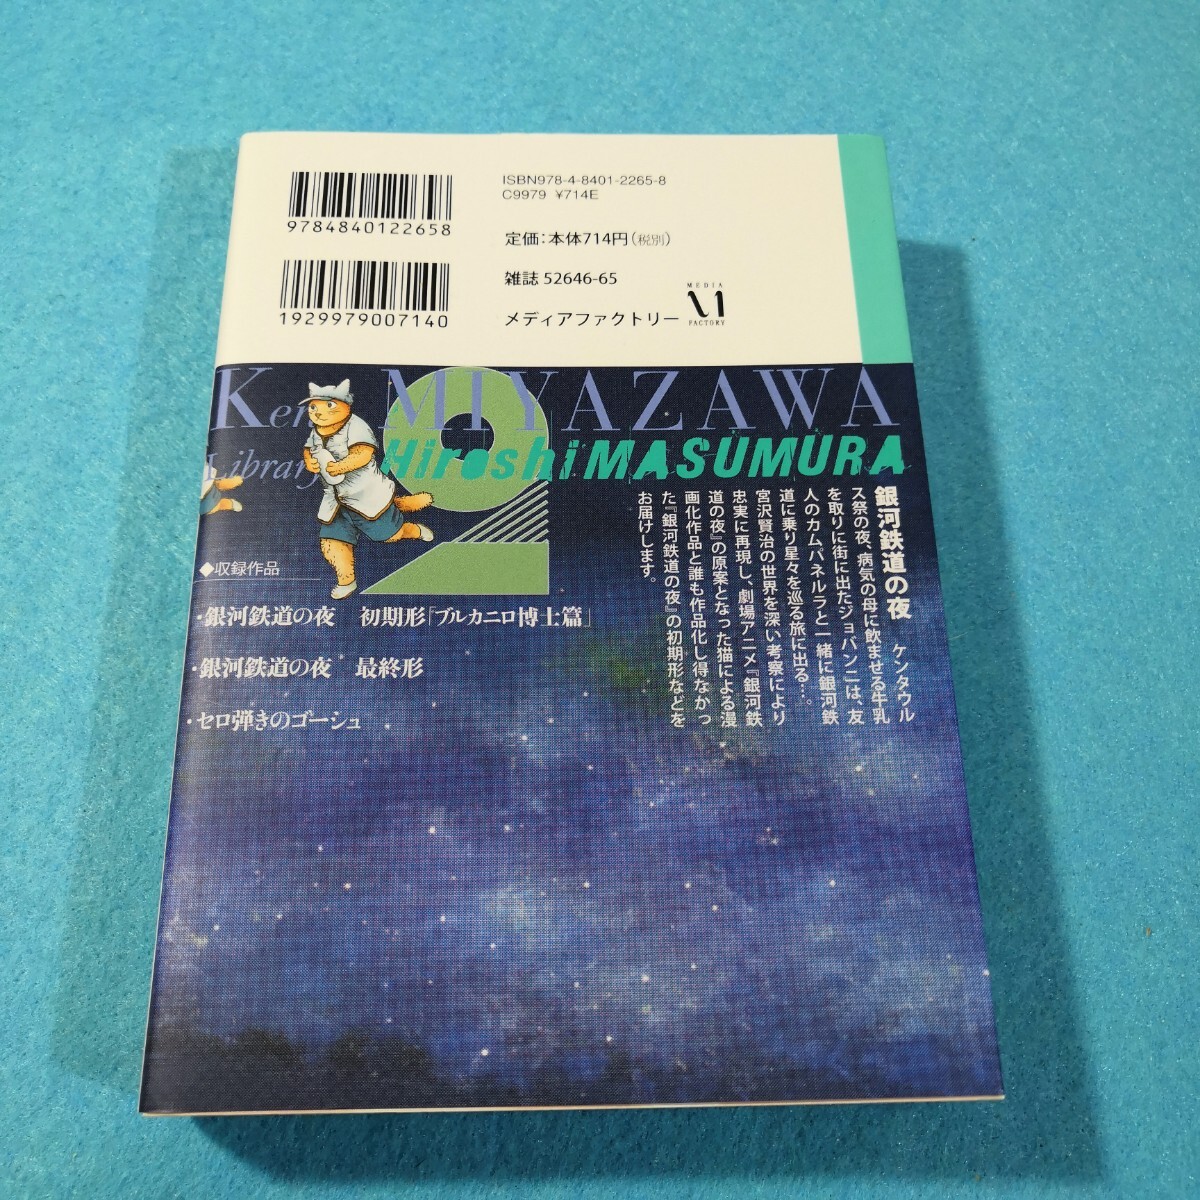 ISBN978-4-8401-2265-8
C9979 ¥714E
9784840122658
定価：本体714円（税別）
雑誌 52646-65
1929979007140
メディアファクトリー
MEDIA
FACTORY
MIYAZAWA
Library
2
Hiroshi MASUMURA
銀河鉄道の夜 ケンタウル
ス祭の夜、病気の母に飲ませる牛乳
を取りに街に出たジョバンニは、友
人のカムパネルラと一緒に銀河鉄
道に乗り星々を巡る旅に出る…。
宮沢賢治の世界を深い考察により
忠実に再現し、劇場アニメ『銀河鉄
道の夜』の原案となった猫による漫
画化作品と誰も作品化し得なかっ
た『銀河鉄道の夜』の初期形などを
お届けします。
◆収録作品
・銀河鉄道の夜 初期形「ブルカニロ博士篇」
・銀河鉄道の夜 最終形
・セロ弾きのゴーシュ